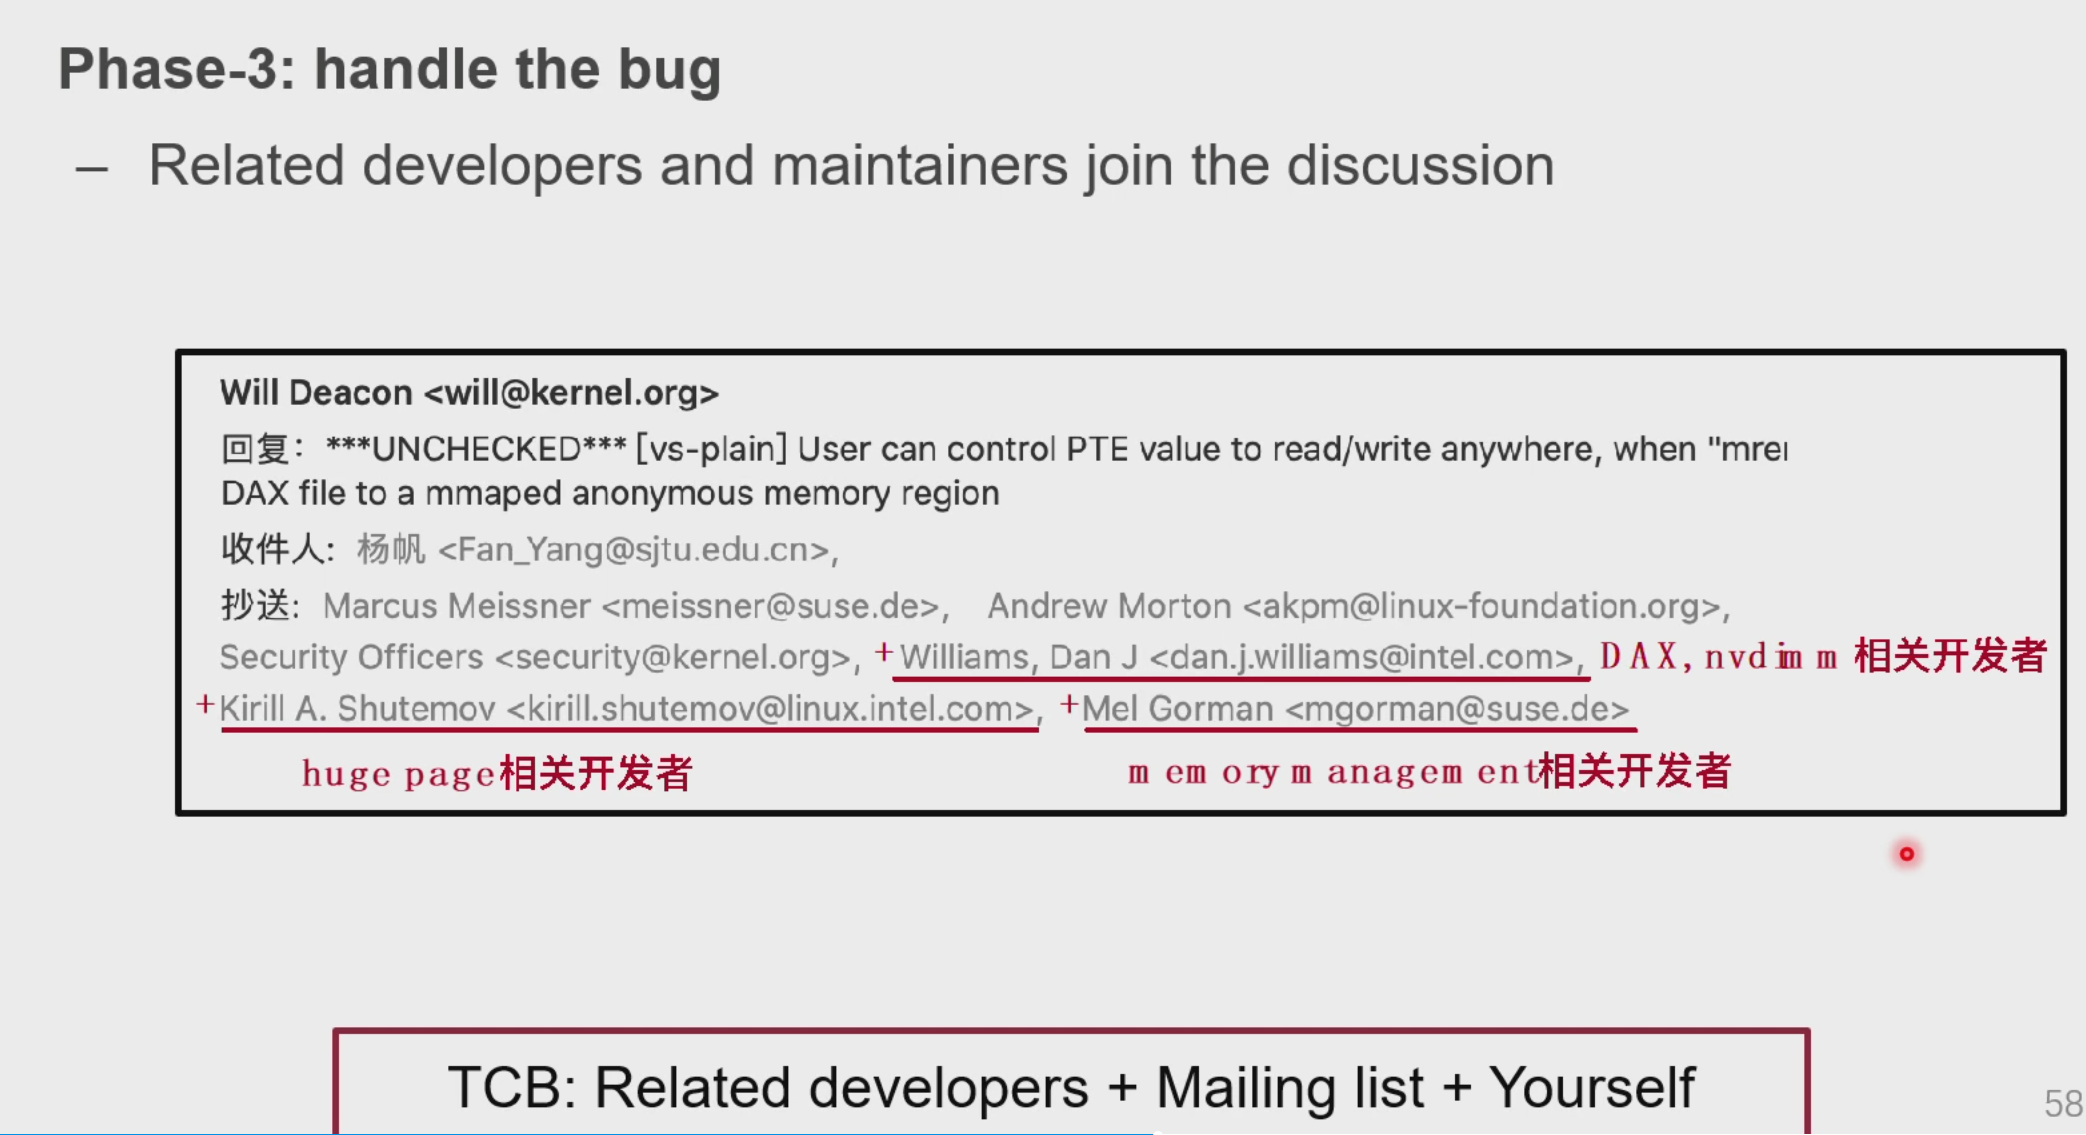 Phase-3: handle the bug
– Related developers and maintainers join the discussion
Will Deacon <will@kernel.org>
回复：***UNCHECKED*** [vs-plain] User can control PTE value to read/write anywhere, when "mrei
DAX file to a mmaped anonymous memory region
收件人: 杨帆 <Fan_Yang@sjtu.edu.cn>,
抄送: Marcus Meissner <meissner@suse.de>, Andrew Morton <akpm@linux-foundation.org>,
Security Officers <security@kernel.org>, +Williams, Dan J <dan.j.williams@intel.com>, DAX, nvdimm 相关开发者
+Kirill A. Shutemov <kirill.shutemov@linux.intel.com>, +Mel Gorman <mgorman@suse.de>
huge page相关开发者 memory management相关开发者
TCB: Related developers + Mailing list + Yourself
58